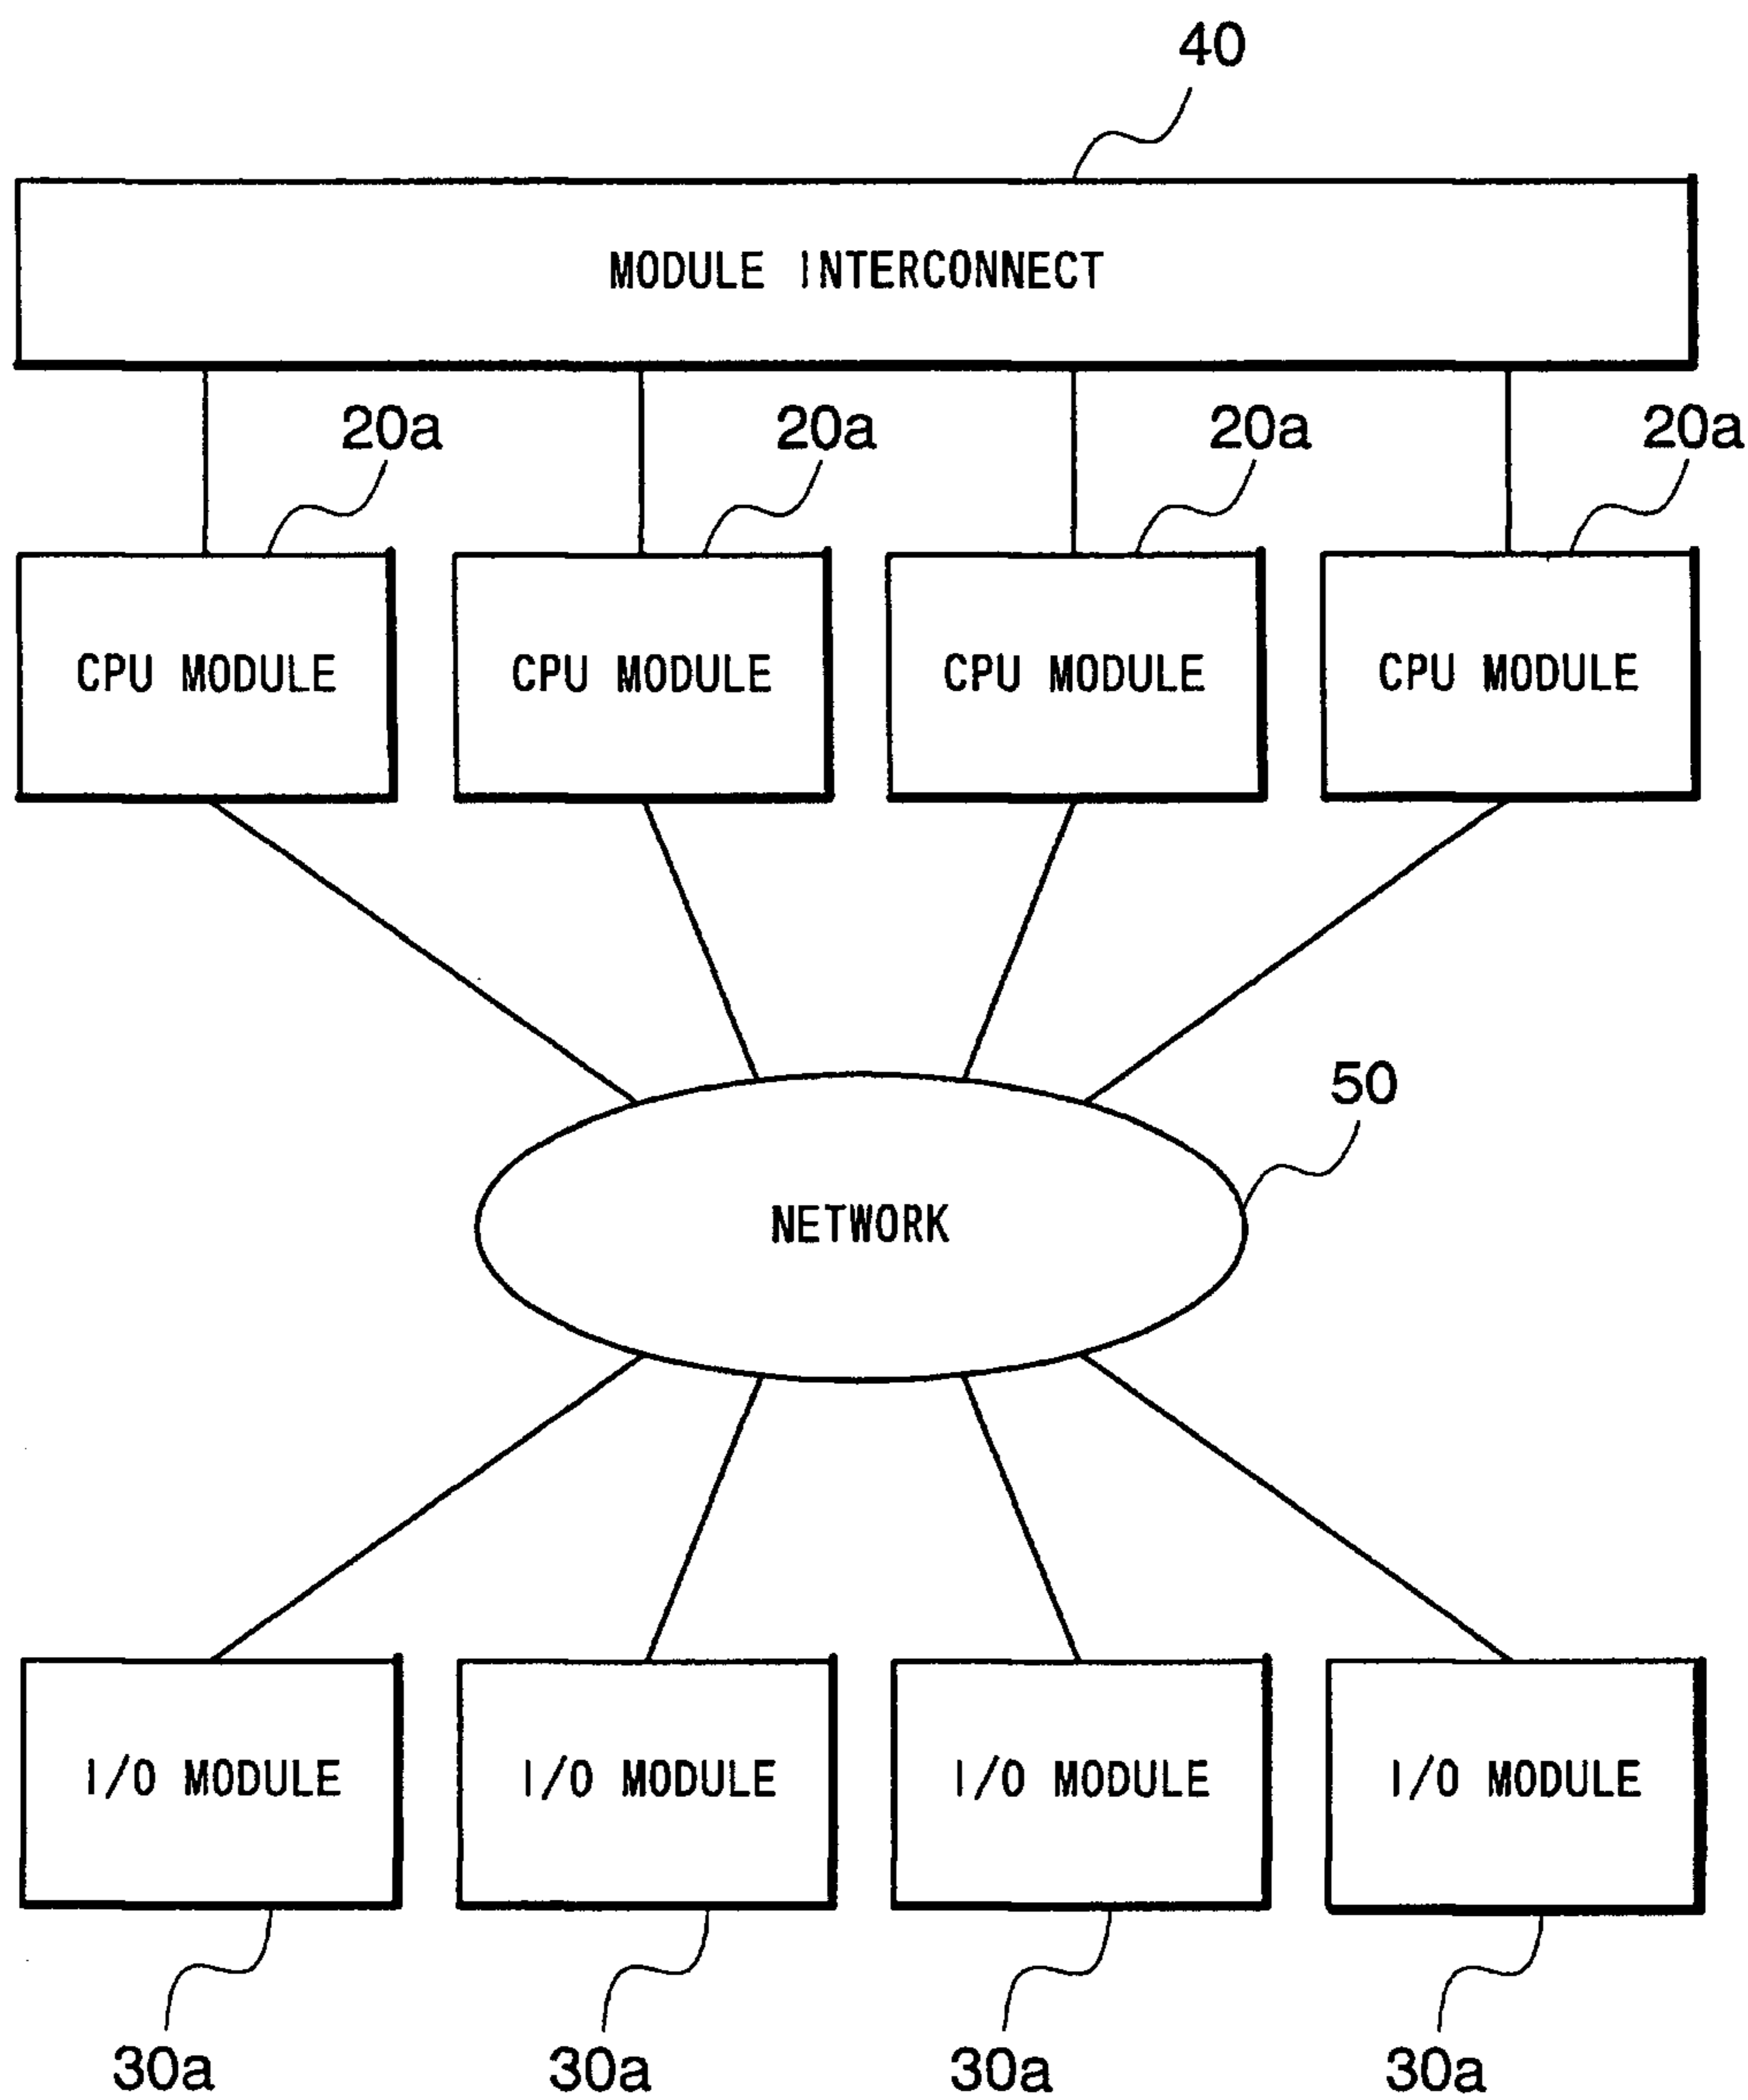 40
MODULE INTERCONNECT
20a 20a 20a 20a
CPU MODULE CPU MODULE CPU MODULE CPU MODULE
50
NETWORK
I/O MODULE I/O MODULE I/O MODULE I/O MODULE
30a 30a 30a 30a